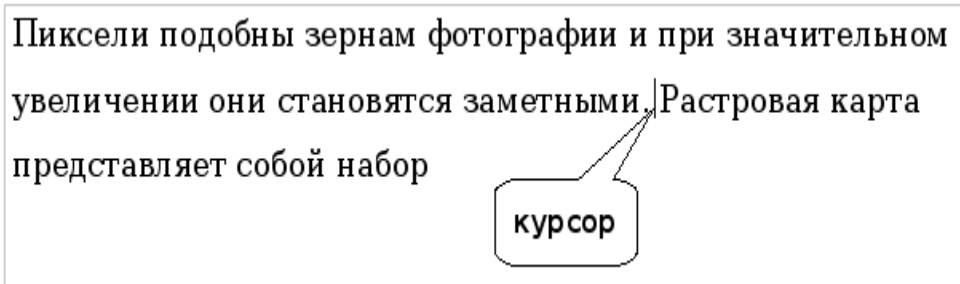 Пиксели подобны зернам фотографии и при значительном
увеличении они становятся заметными. Растровая карта
представляет собой набор
курсор